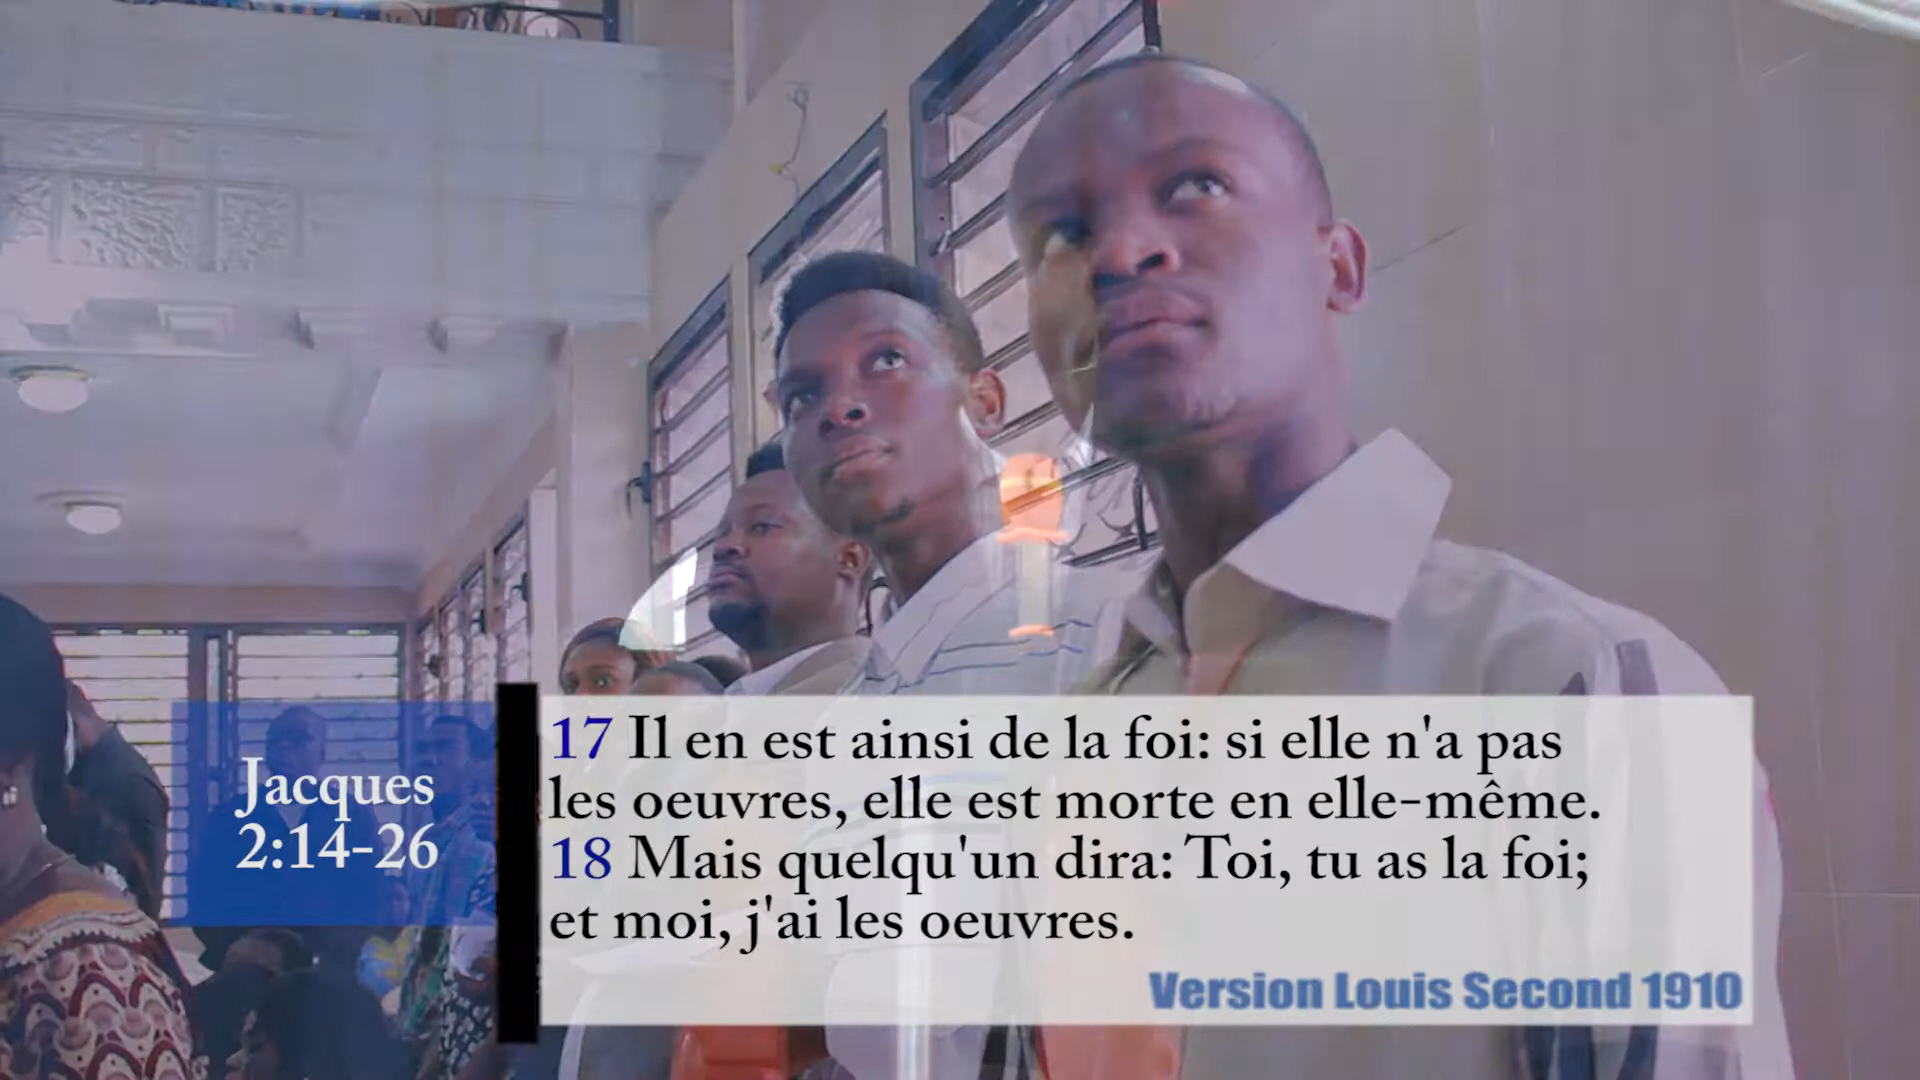 Jacques
2:14-26
17 Il en est ainsi de la foi: si elle n'a pas
les oeuvres, elle est morte en elle-même.
18 Mais quelqu'un dira: Toi, tu as la foi;
et moi, j'ai les oeuvres.
Version Louis Second 1910